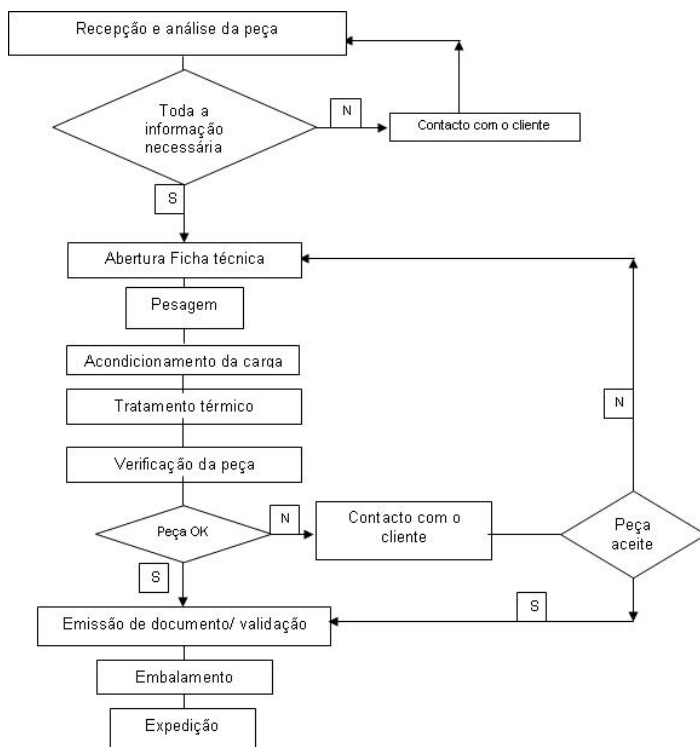 Recepção e análise da peça
Toda a
informação
necessária
N
Contacto com o cliente
S
Abertura Ficha técnica
Pesagem
Acondicionamento da carga
Tratamento térmico
N
Verificação da peça
Peça OK
N
Contacto com o
cliente
Peça
aceite
S
S
Emissão de documento/ validação
Embalamento
Expedição